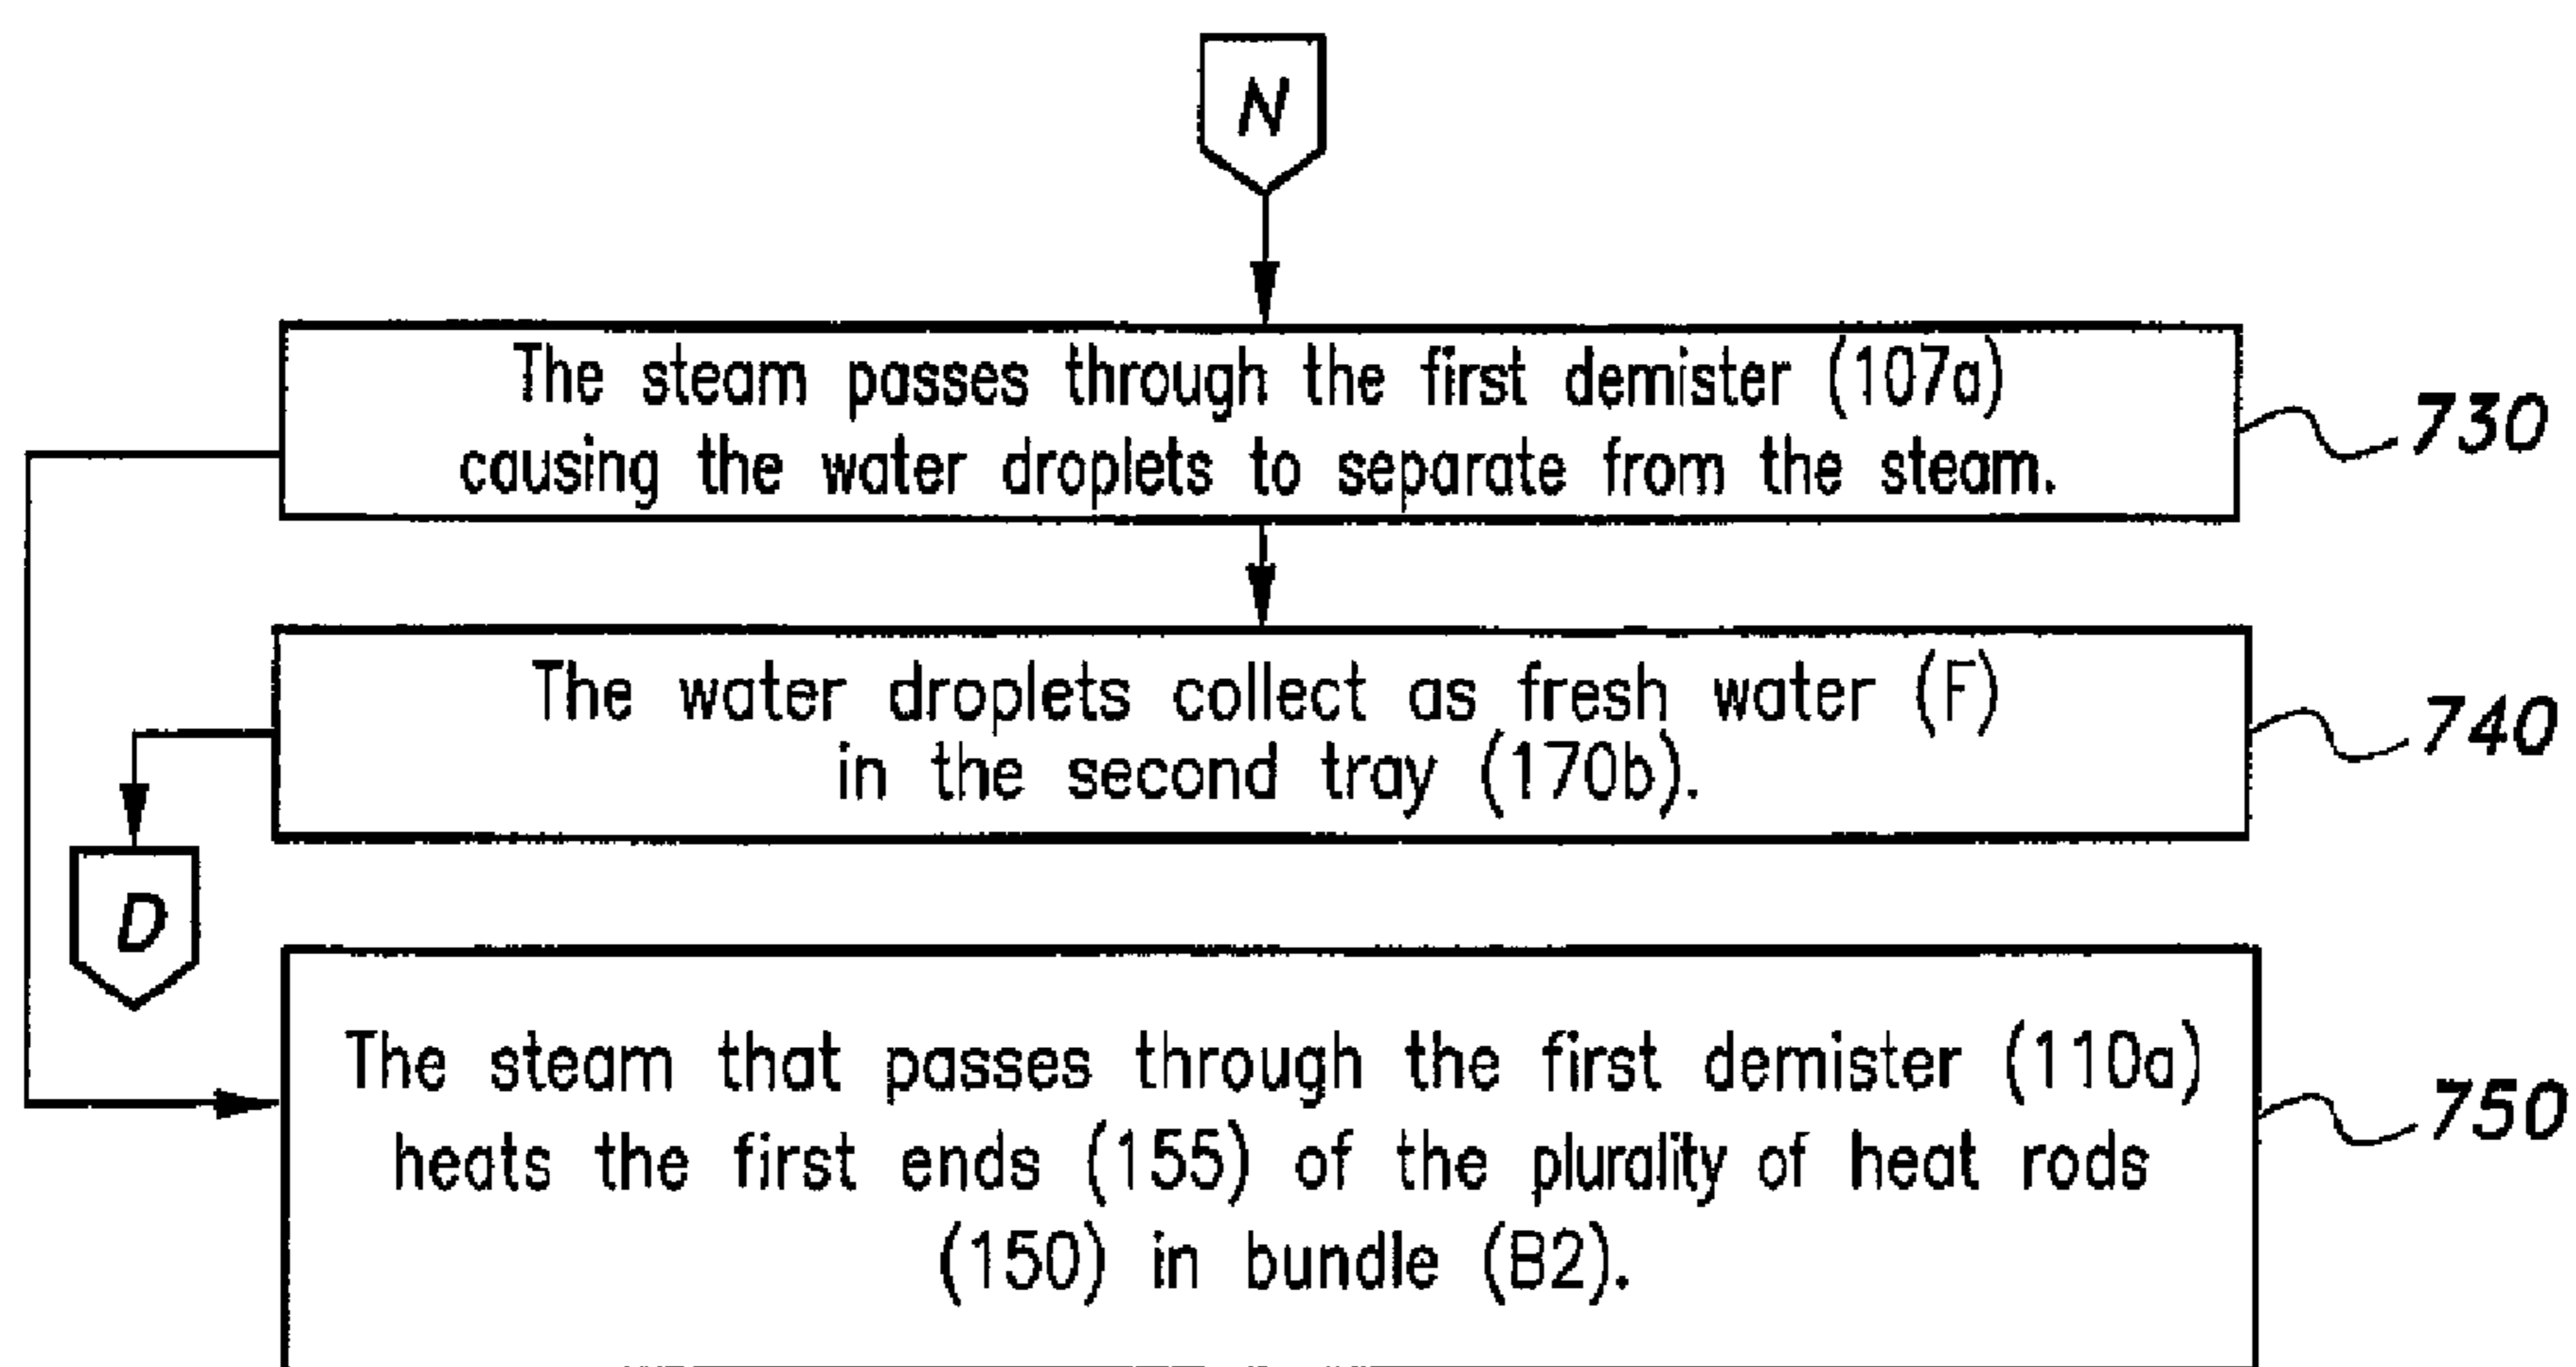 N
The steam passes through the first demister (107a)
causing the water droplets to separate from the steam.
730
The water droplets collect as fresh water (F)
in the second tray (170b).
740
D
The steam that passes through the first demister (110a)
heats the first ends (155) of the plurality of heat rods
(150) in bundle (B2).
750